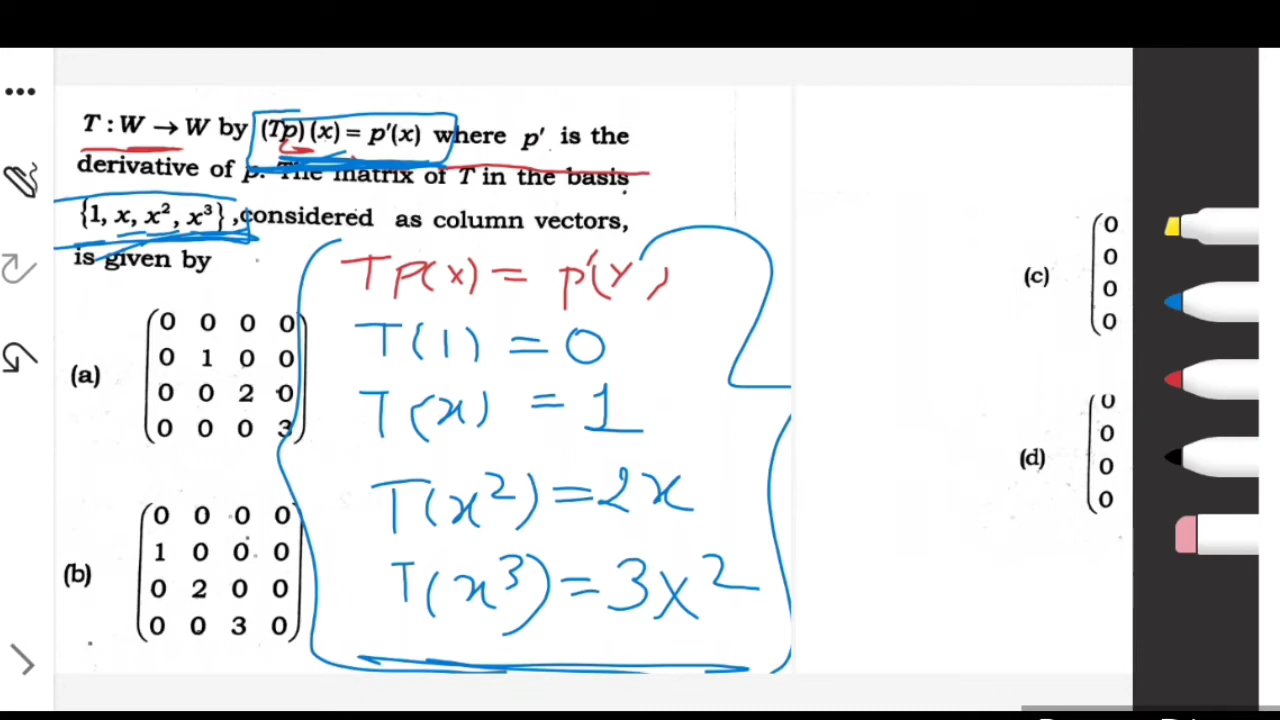 T : W → W by (Tp)(x) = p'(x) where p' is the
derivative of p. The matrix of T in the basis
{1, x, x², x³}, considered as column vectors,
is given by
Tp(x) = p'(x)
T(1) = 0
T(x) = 1
T(x²) = 2x
T(x³) = 3x²
(a)
0 0 0 0
0 1 0 0
0 0 2 0
0 0 0 3
(b)
0 0 0 0
1 0 0 0
0 2 0 0
0 0 3 0
(c)
0
0
0
0
(d)
0
0
0
0